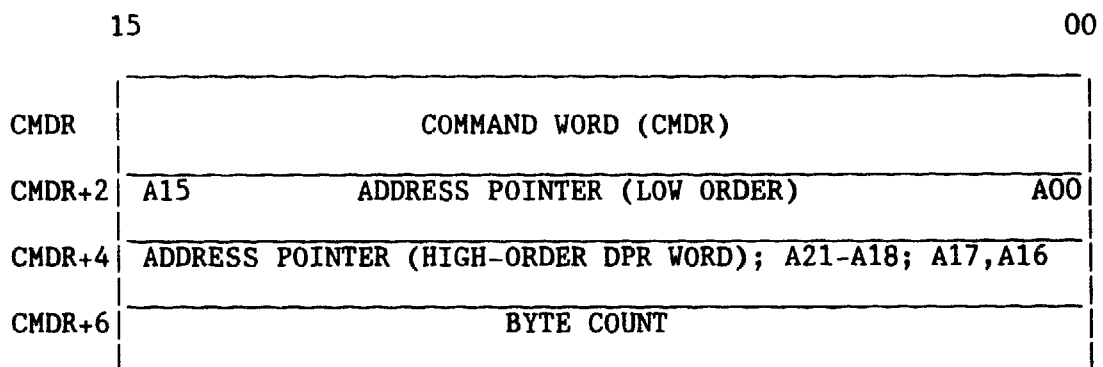 15 00
CMDR COMMAND WORD (CMDR)
CMDR+2 A15 ADDRESS POINTER (LOW ORDER) A00
CMDR+4 ADDRESS POINTER (HIGH-ORDER DPR WORD); A21-A18; A17,A16
CMDR+6 BYTE COUNT